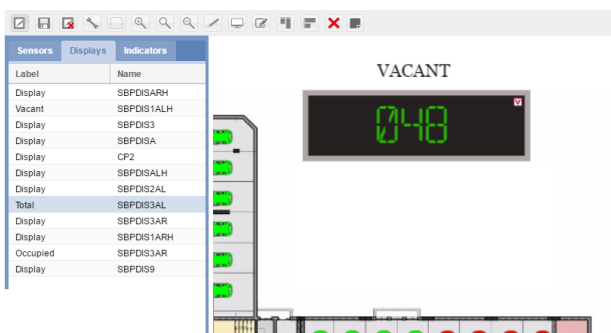 Sensors Displays Indicators
Label Name
Display SBPDISARH
Vacant SBPDIS1ALH
Display SBPDIS3
Display SBPDISA
Display CP2
Display SBPDISALH
Display SBPDIS2AL
Total SBPDIS3AL
Display SBPDIS3AR
Display SBPDIS1ARH
Occupied SBPDIS3AR
Display SBPDIS9
VACANT
V
048